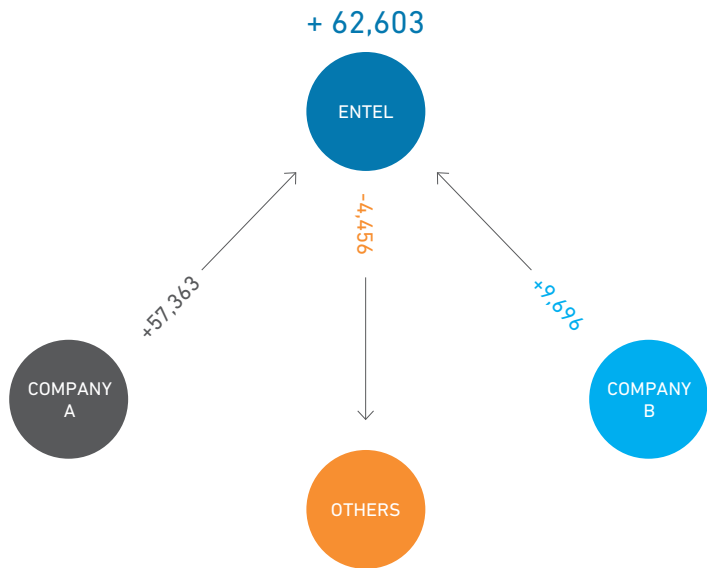 + 62,603
ENTEL
-4,456
+57,363
+9,696
COMPANY
A
COMPANY
B
OTHERS